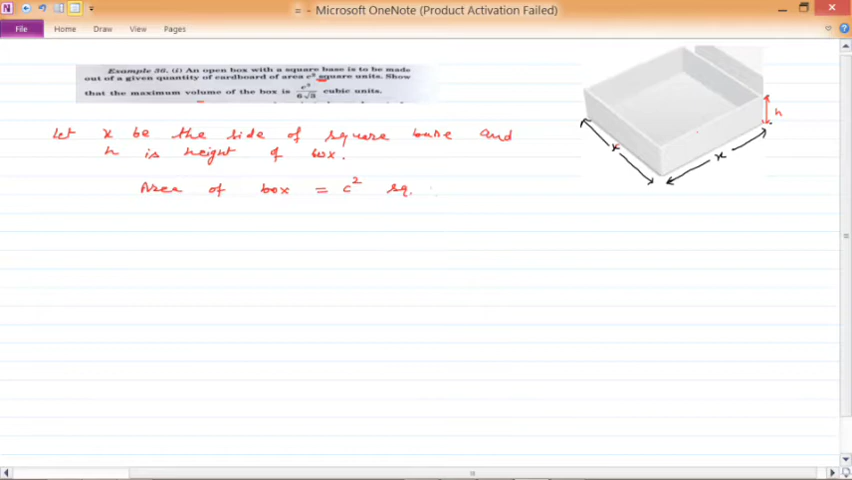 = - Microsoft OneNote (Product Activation Failed)
File Home Draw View Pages
Example 36. (i) An open box with a square base is to be made
out of a given quantity of cardboard of area c² square units. Show
that the maximum volume of the box is c³/6√3 cubic units.
h
x x
Let x be the side of square base and
h is height of box.
Area of box = c² sq.